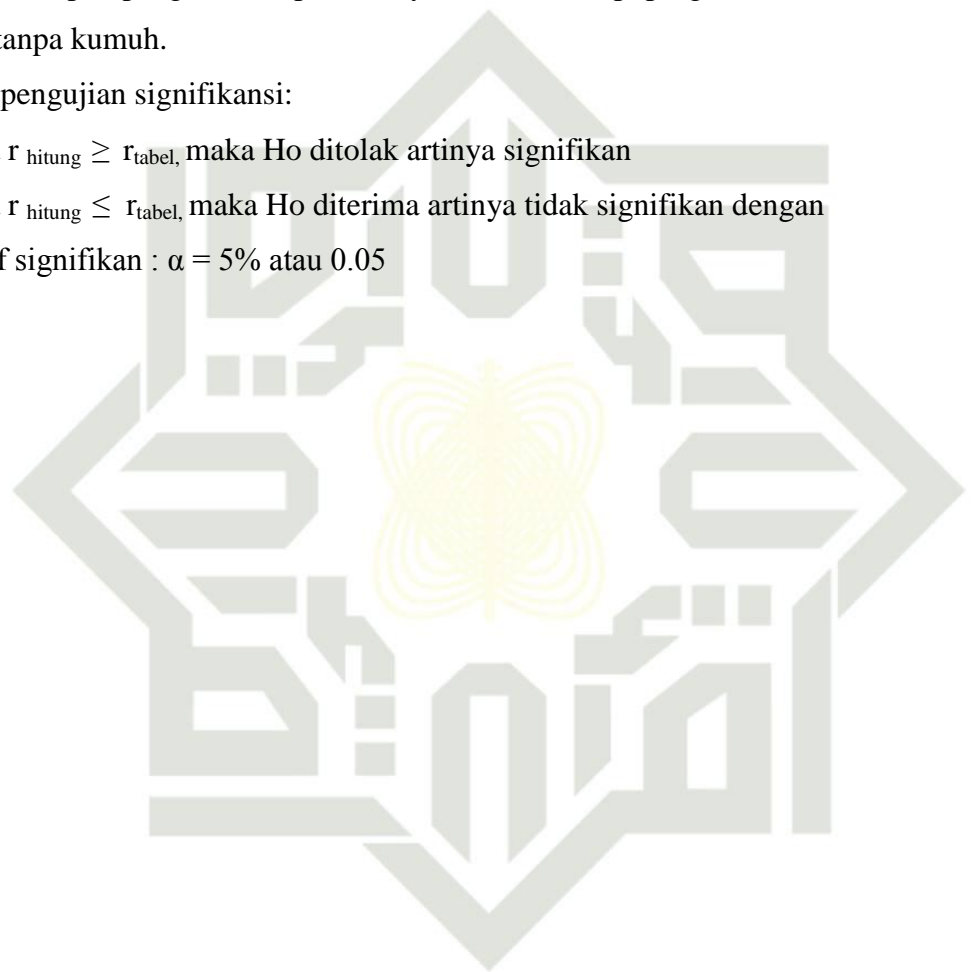 tanpa kumuh.
pengujian signifikansi:
r hitung ≥ rtabel, maka Ho ditolak artinya signifikan
r hitung ≤ rtabel, maka Ho diterima artinya tidak signifikan dengan
f signifikan : α = 5% atau 0.05